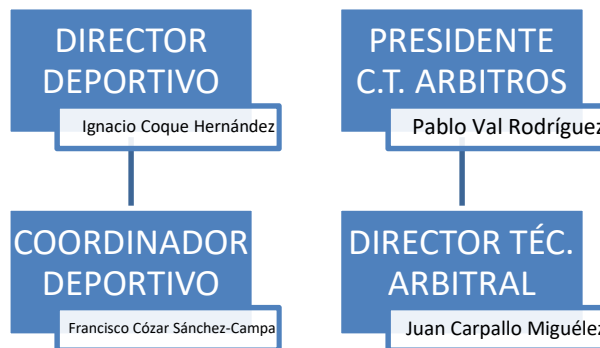 DIRECTOR
DEPORTIVO
Ignacio Coque Hernández
PRESIDENTE
C.T. ARBITROS
Pablo Val Rodríguez
COORDINADOR
DEPORTIVO
Francisco Cózar Sánchez-Campa
DIRECTOR TÉC.
ARBITRAL
Juan Carpallo Miguélez